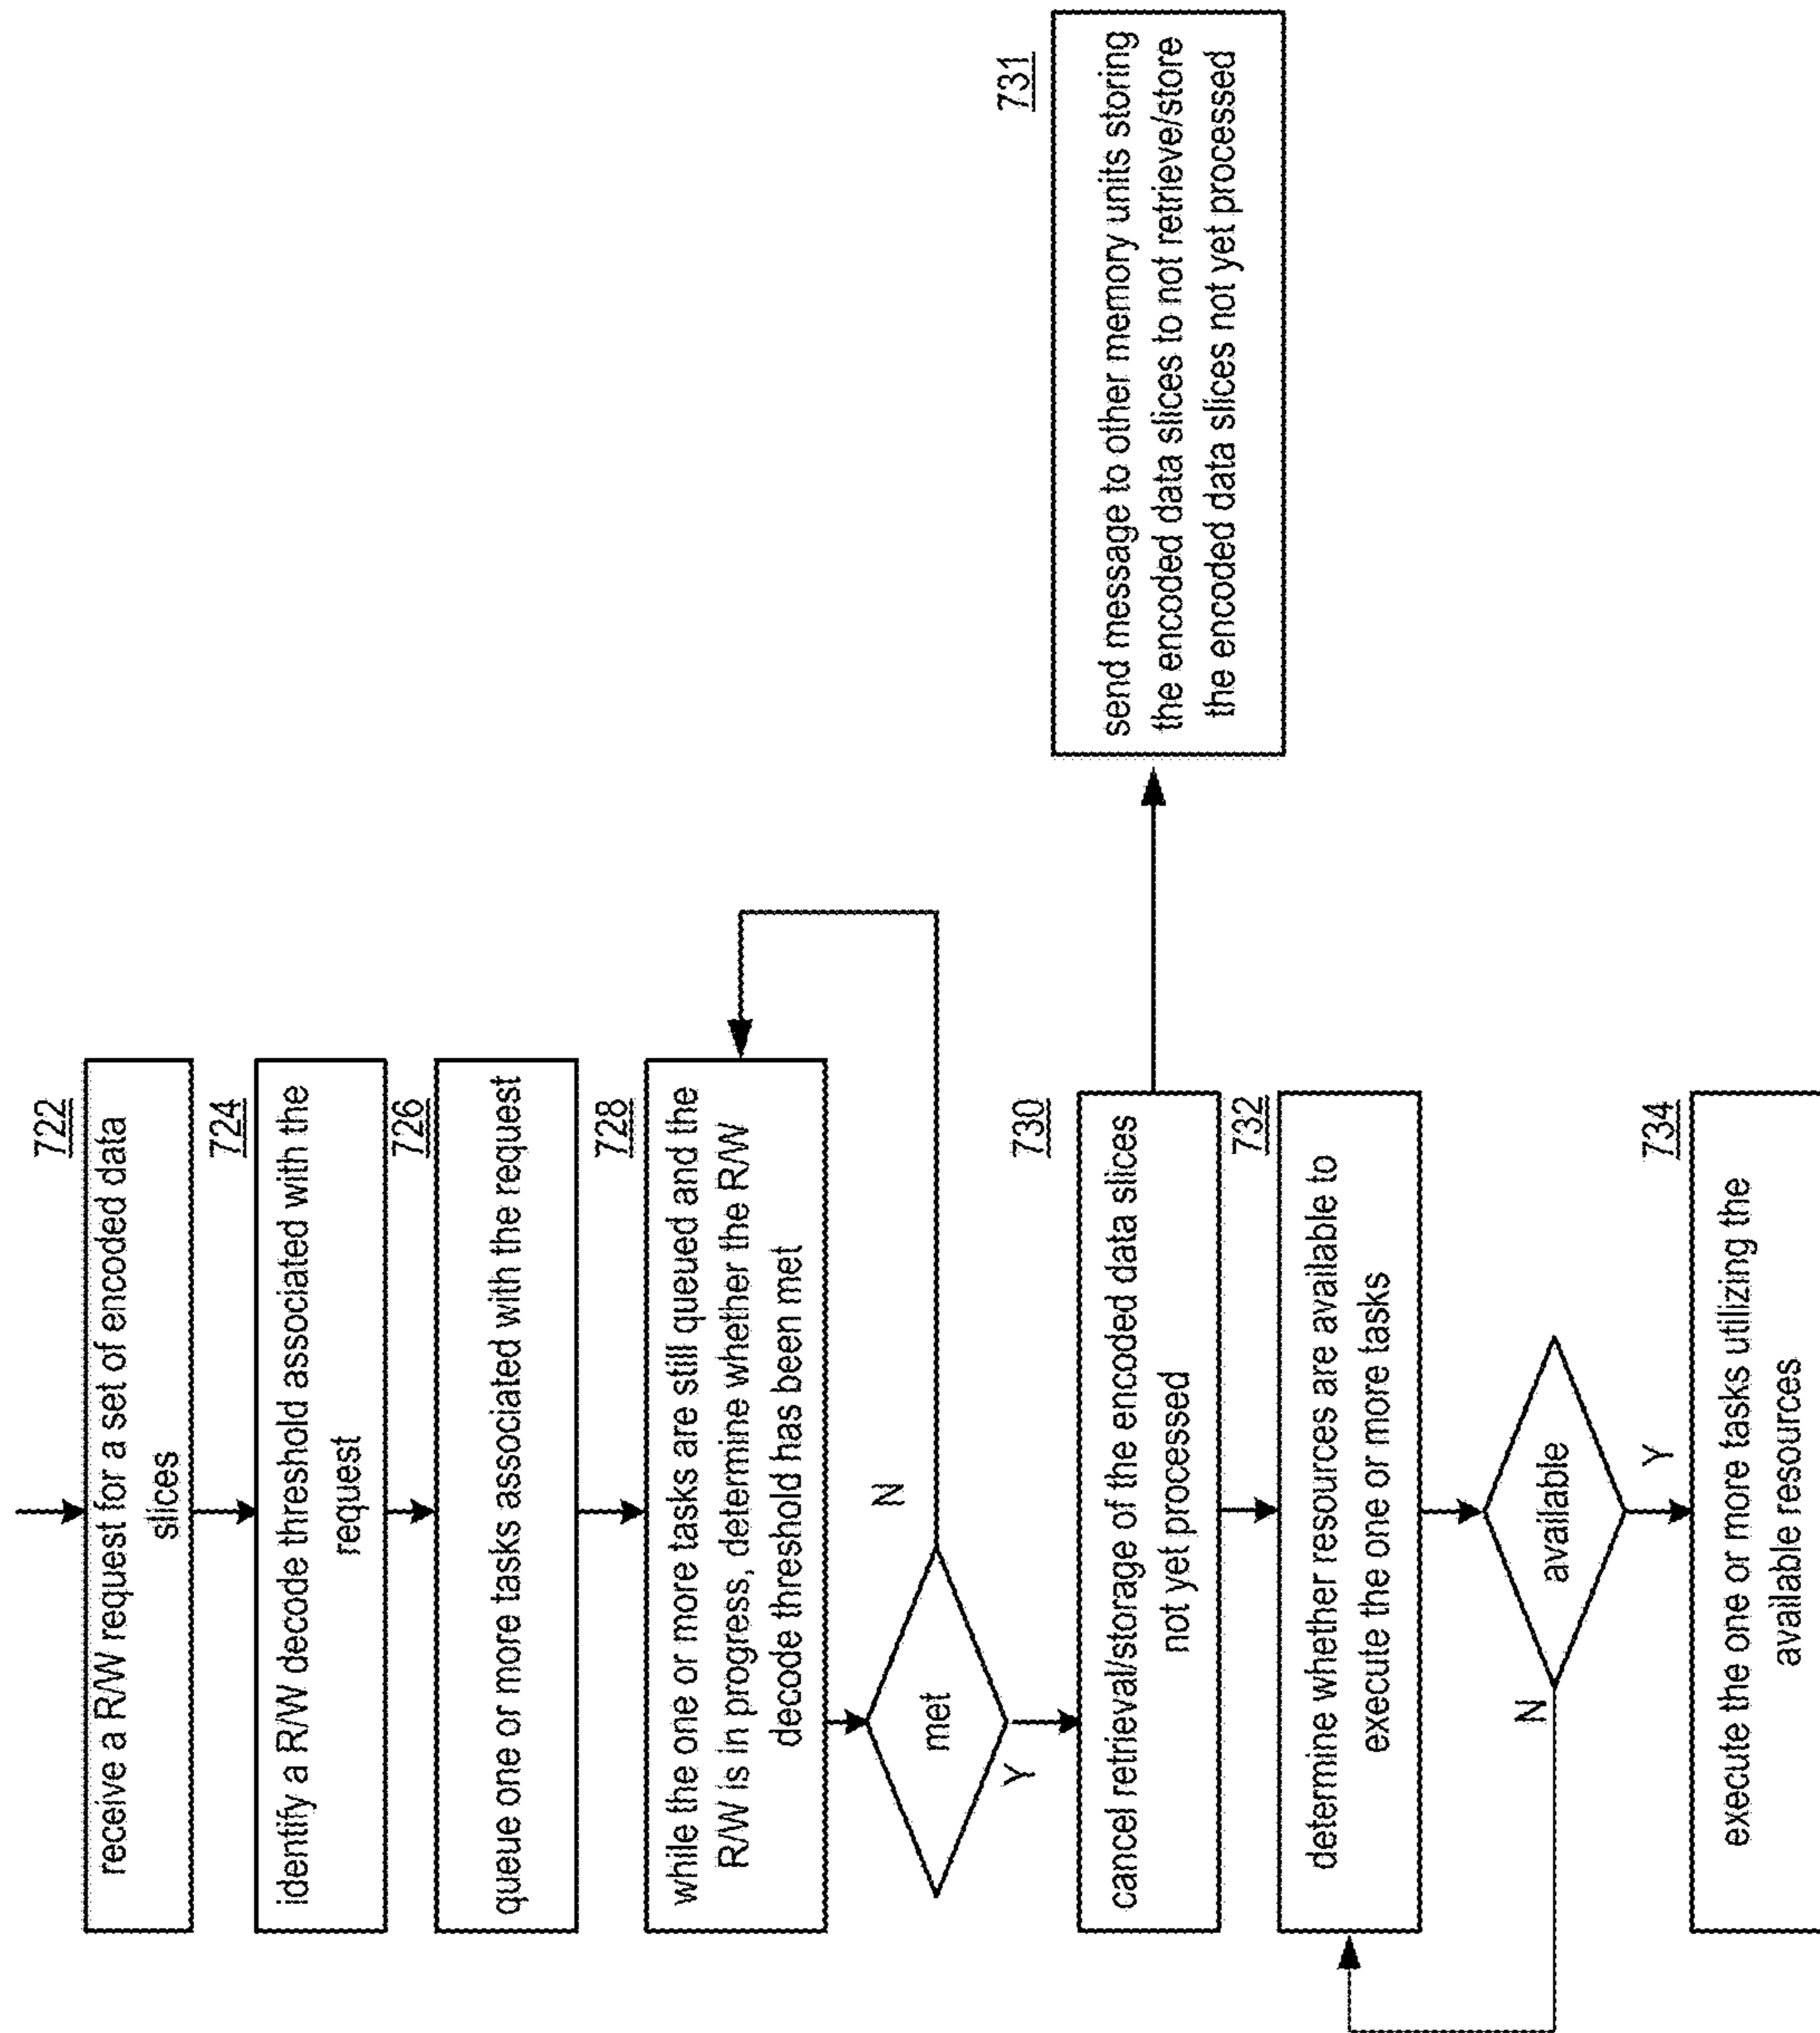 722
receive a R/W request for a set of encoded data
slices
724
identify a R/W decode threshold associated with the
request
726
queue one or more tasks associated with the request
728
while the one or more tasks are still queued and the
R/W is in progress, determine whether the R/W
decode threshold has been met
met
N
Y
730
cancel retrieval/storage of the encoded data slices
not yet processed
731
send message to other memory units storing
the encoded data slices to not retrieve/store
the encoded data slices not yet processed
732
determine whether resources are available to
execute the one or more tasks
available
N
Y
734
execute the one or more tasks utilizing the
available resources